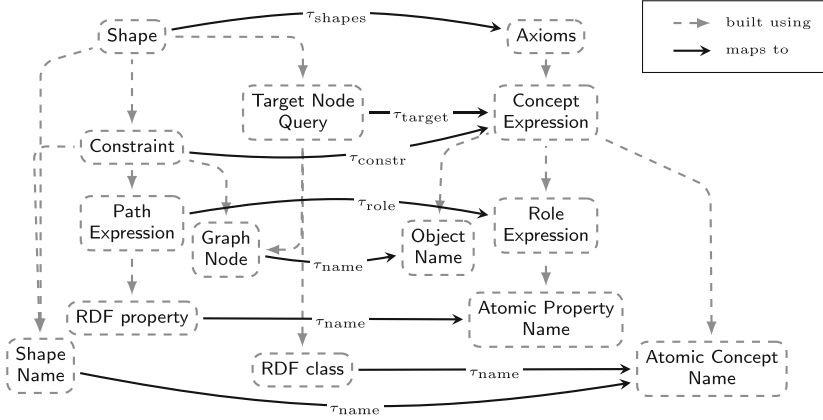 τshapes
built using
maps to
Shape
Axioms
Target Node
Query
τtarget
Concept
Expression
Constraint
τconstr
Path
Expression
τrole
Role
Expression
Graph
Node
Object
Name
τname
RDF property
τname
Atomic Property
Name
Shape
Name
RDF class
τname
Atomic Concept
Name
τname